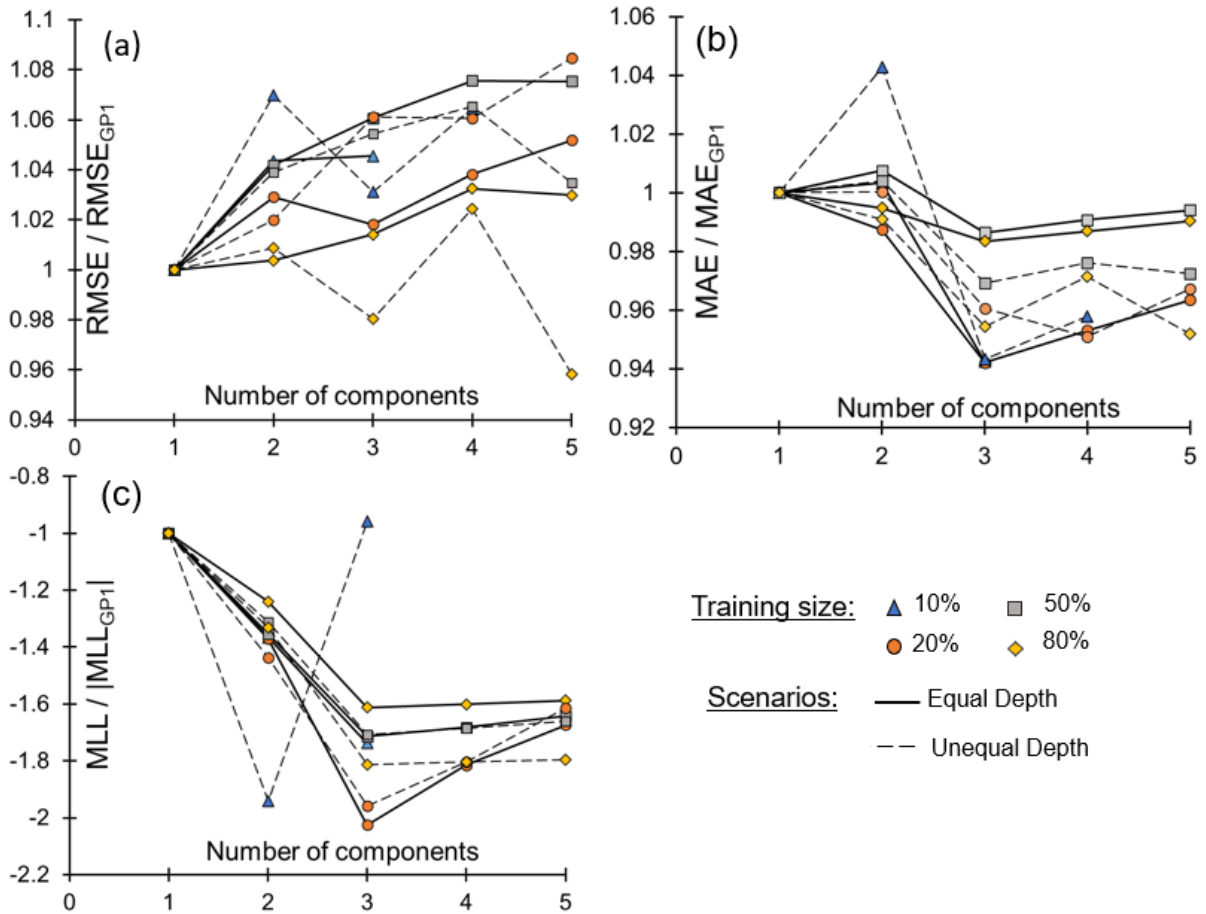 (a)
1.1
1.08
1.06
1.04
1.02
1
0.98
0.96
0.94
RMSE / RMSE_GP1
Number of components
0 1 2 3 4 5
(b)
1.06
1.04
1.02
1
0.98
0.96
0.94
0.92
MAE / MAE_GP1
Number of components
0 1 2 3 4 5
(c)
-0.8
-1
-1.2
-1.4
-1.6
-1.8
-2
-2.2
MLL / |MLL_GP1|
Number of components
0 1 2 3 4 5
Training size: 10% 50%
20% 80%
Scenarios: Equal Depth
Unequal Depth